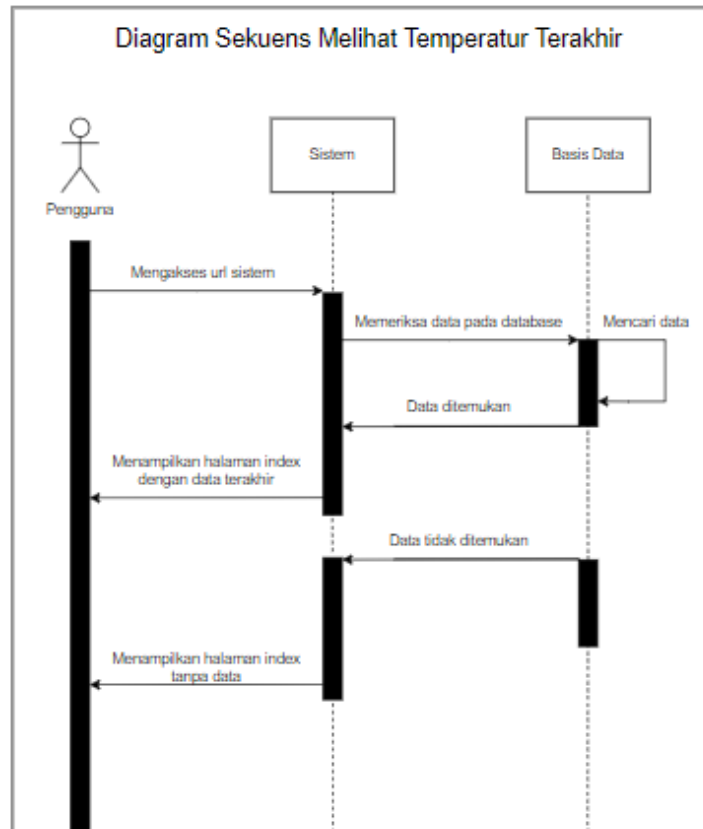 Diagram Sekuens Melihat Temperatur Terakhir
Sistem
Basis Data
Pengguna
Mengakses url sistem
Memeriksa data pada database
Mencari data
Data ditemukan
Menampilkan halaman index
dengan data terakhir
Data tidak ditemukan
Menampilkan halaman index
tanpa data